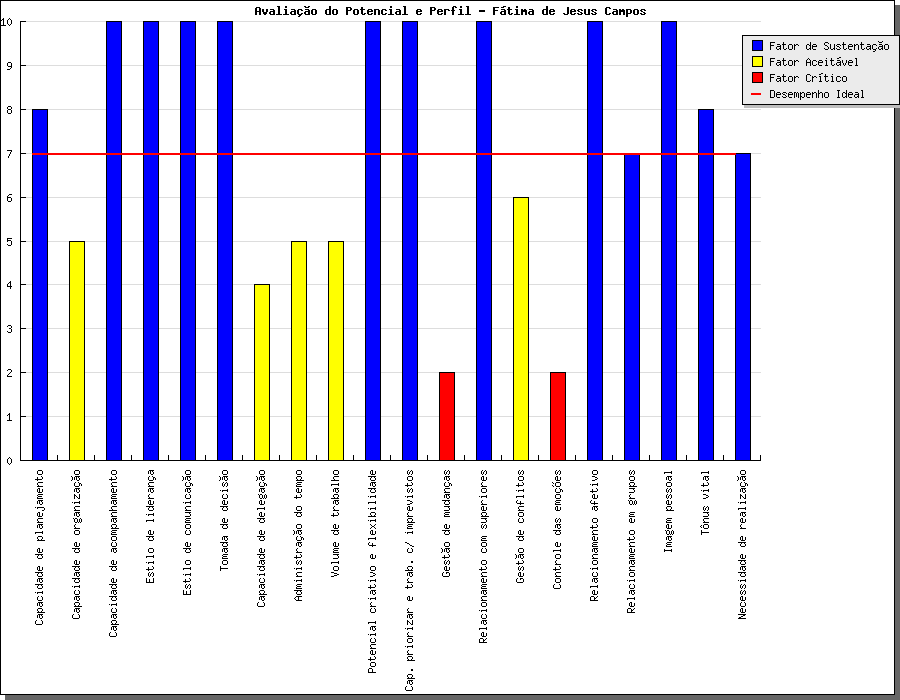 Avaliação do Potencial e Perfil - Fátima de Jesus Campos
Fator de Sustentação
Fator Aceitável
Fator Crítico
Desempenho Ideal
10
9
8
7
6
5
4
3
2
1
0
Capacidade de planejamento
Capacidade de organização
Capacidade de acompanhamento
Estilo de liderança
Estilo de comunicação
Tomada de decisão
Capacidade de delegação
Administração do tempo
Volume de trabalho
Potencial criativo e flexibilidade
Cap. priorizar e trab. c/ imprevistos
Gestão de mudanças
Relacionamento com superiores
Gestão de conflitos
Controle das emoções
Relacionamento afetivo
Relacionamento em grupos
Imagem pessoal
Tônus vital
Necessidade de realização